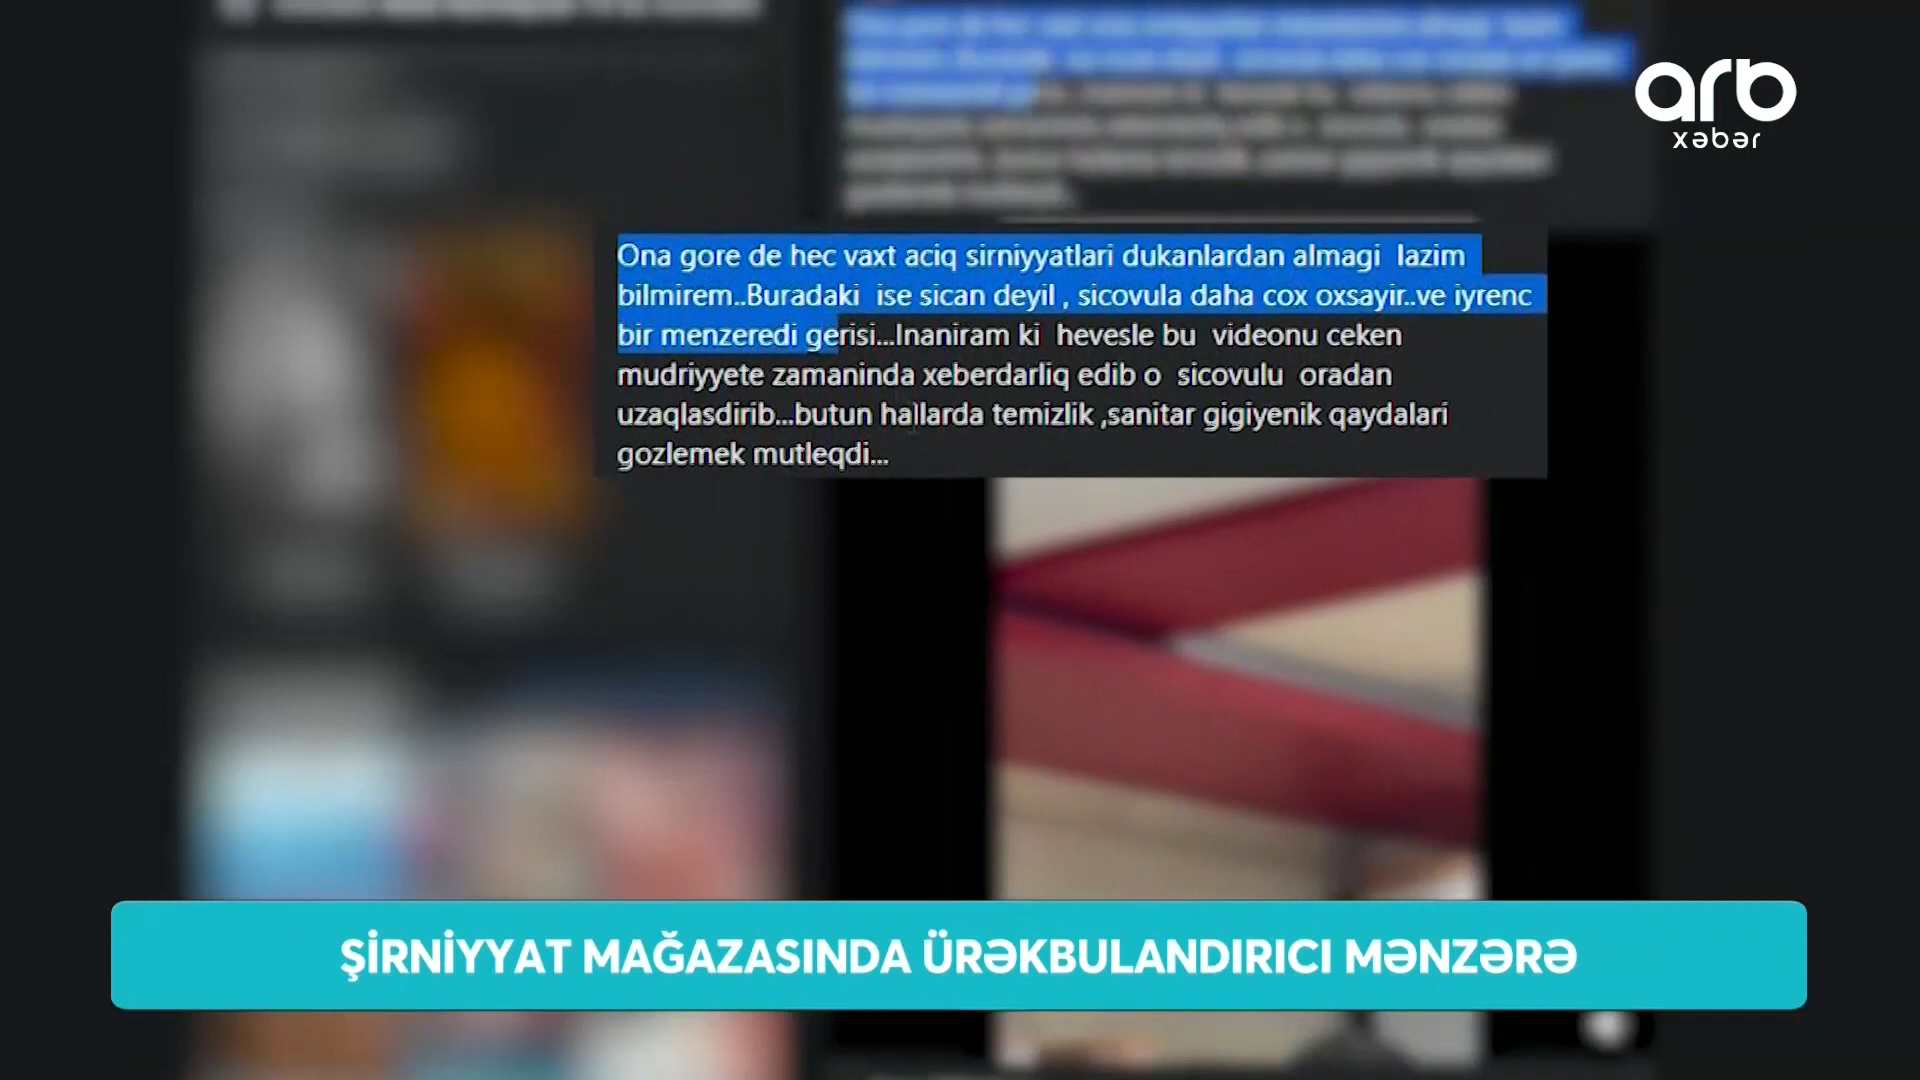 arb
xəbər
Ona gore de hec vaxt aciq sirniyyatlari dukanlardan almagi  lazim
bilmirem..Buradaki  ise sican deyil , sicovula daha cox oxsayir..ve iyrenc
bir menzeredi gerisi...Inaniram ki  hevesle bu  videonu ceken
mudriyyete zamaninda xeberdarliq edib o  sicovulu  oradan
uzaqlasdirib...butun hallarda temizlik ,sanitar gigiyenik qaydalari
gozlemek mutleqdi...
ŞİRNİYYAT MAĞAZASINDA ÜRƏKBULANDIRICI MƏNZƏRƏ